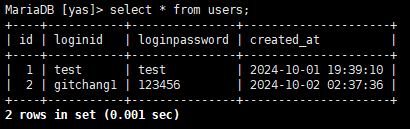 MariaDB [yas]> select * from users;
+----+-----------+---------------+---------------------+
| id | loginid | loginpassword | created_at |
+----+-----------+---------------+---------------------+
| 1 | test | test | 2024-10-01 19:39:10 |
| 2 | gitchang1 | 123456 | 2024-10-02 02:37:36 |
+----+-----------+---------------+---------------------+
2 rows in set (0.001 sec)